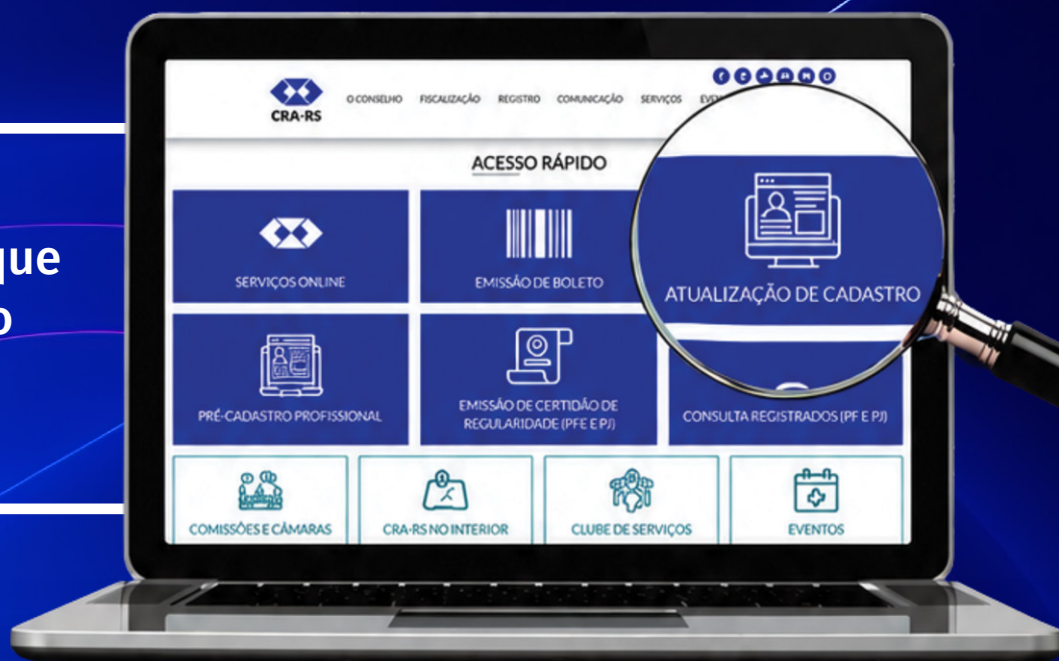 que
CRA-RS
O CONSELHO FISCALIZAÇÃO REGISTRO COMUNICAÇÃO SERVIÇOS
ACESSO RÁPIDO
SERVIÇOS ONLINE
EMISSÃO DE BOLETO
ATUALIZAÇÃO DE CADASTRO
PRÉ-CADASTRO PROFISSIONAL
EMISSÃO DE CERTIDÃO DE
REGULARIDADE (PFE E PJ)
CONSULTA REGISTRADOS (PF E PJ)
COMISSÕES E CÂMARAS
CRA-RS NO INTERIOR
CLUBE DE SERVIÇOS
EVENTOS